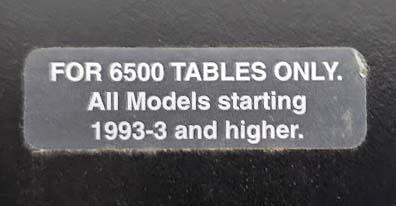 FOR 6500 TABLES ONLY.
All Models starting
1993-3 and higher.